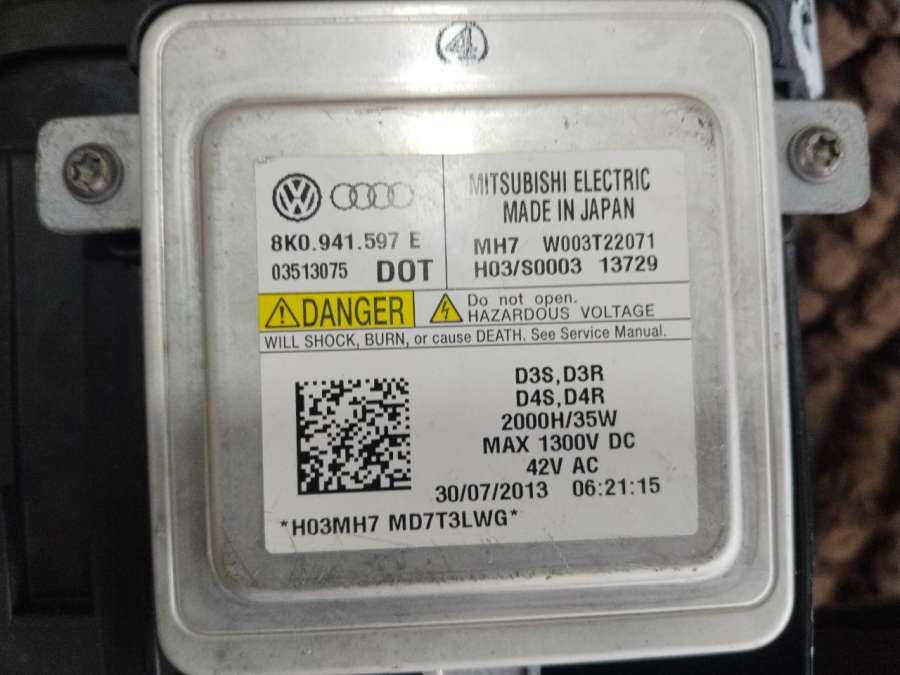 4
8K0.941.597 E
03513075 DOT
MITSUBISHI ELECTRIC
MADE IN JAPAN
MH7 W003T22071
H03/S0003 13729
DANGER
Do not open.
HAZARDOUS VOLTAGE
WILL SHOCK, BURN, or cause DEATH. See Service Manual.
D3S,D3R
D4S,D4R
2000H/35W
MAX 1300V DC
42V AC
30/07/2013 06:21:15
*H03MH7 MD7T3LWG*